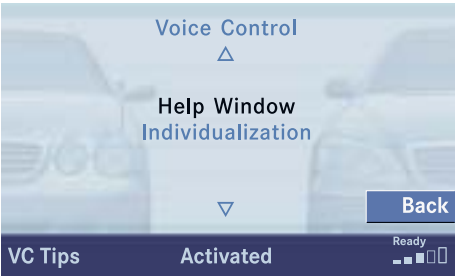 Voice Control
Help Window
Individualization
Back
Ready
VC Tips Activated